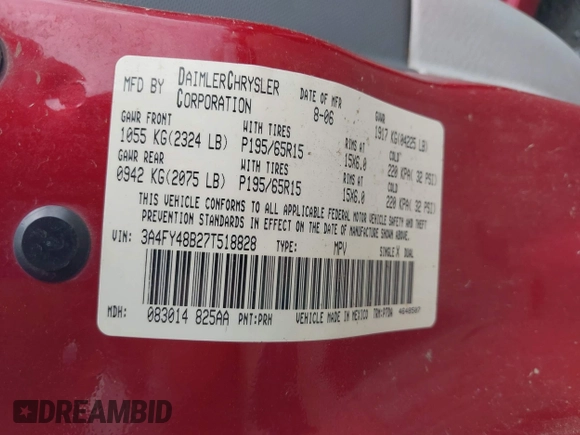 MFD BY DAIMLERCHRYSLER CORPORATION
DATE OF MFR 8-06
GVWR 1917 KG(04225 LB)
GAWR FRONT WITH TIRES RIMS AT COLD
1055 KG(2324 LB) P195/65R15 15X6.0 220 KPA( 32 PSI)
GAWR REAR WITH TIRES RIMS AT COLD
0942 KG(2075 LB) P195/65R15 15X6.0 220 KPA( 32 PSI)
THIS VEHICLE CONFORMS TO ALL APPLICABLE FEDERAL MOTOR VEHICLE SAFETY AND THEFT
PREVENTION STANDARDS IN EFFECT ON THE DATE OF MANUFACTURE SHOWN ABOVE.
VIN: 3A4FY48B27T518828 TYPE: MPV SINGLE X DUAL
MDH: 083014 825AA PNT:PRH VEHICLE MADE IN MEXICO TRM:P7DA 4648507
DREAMBID